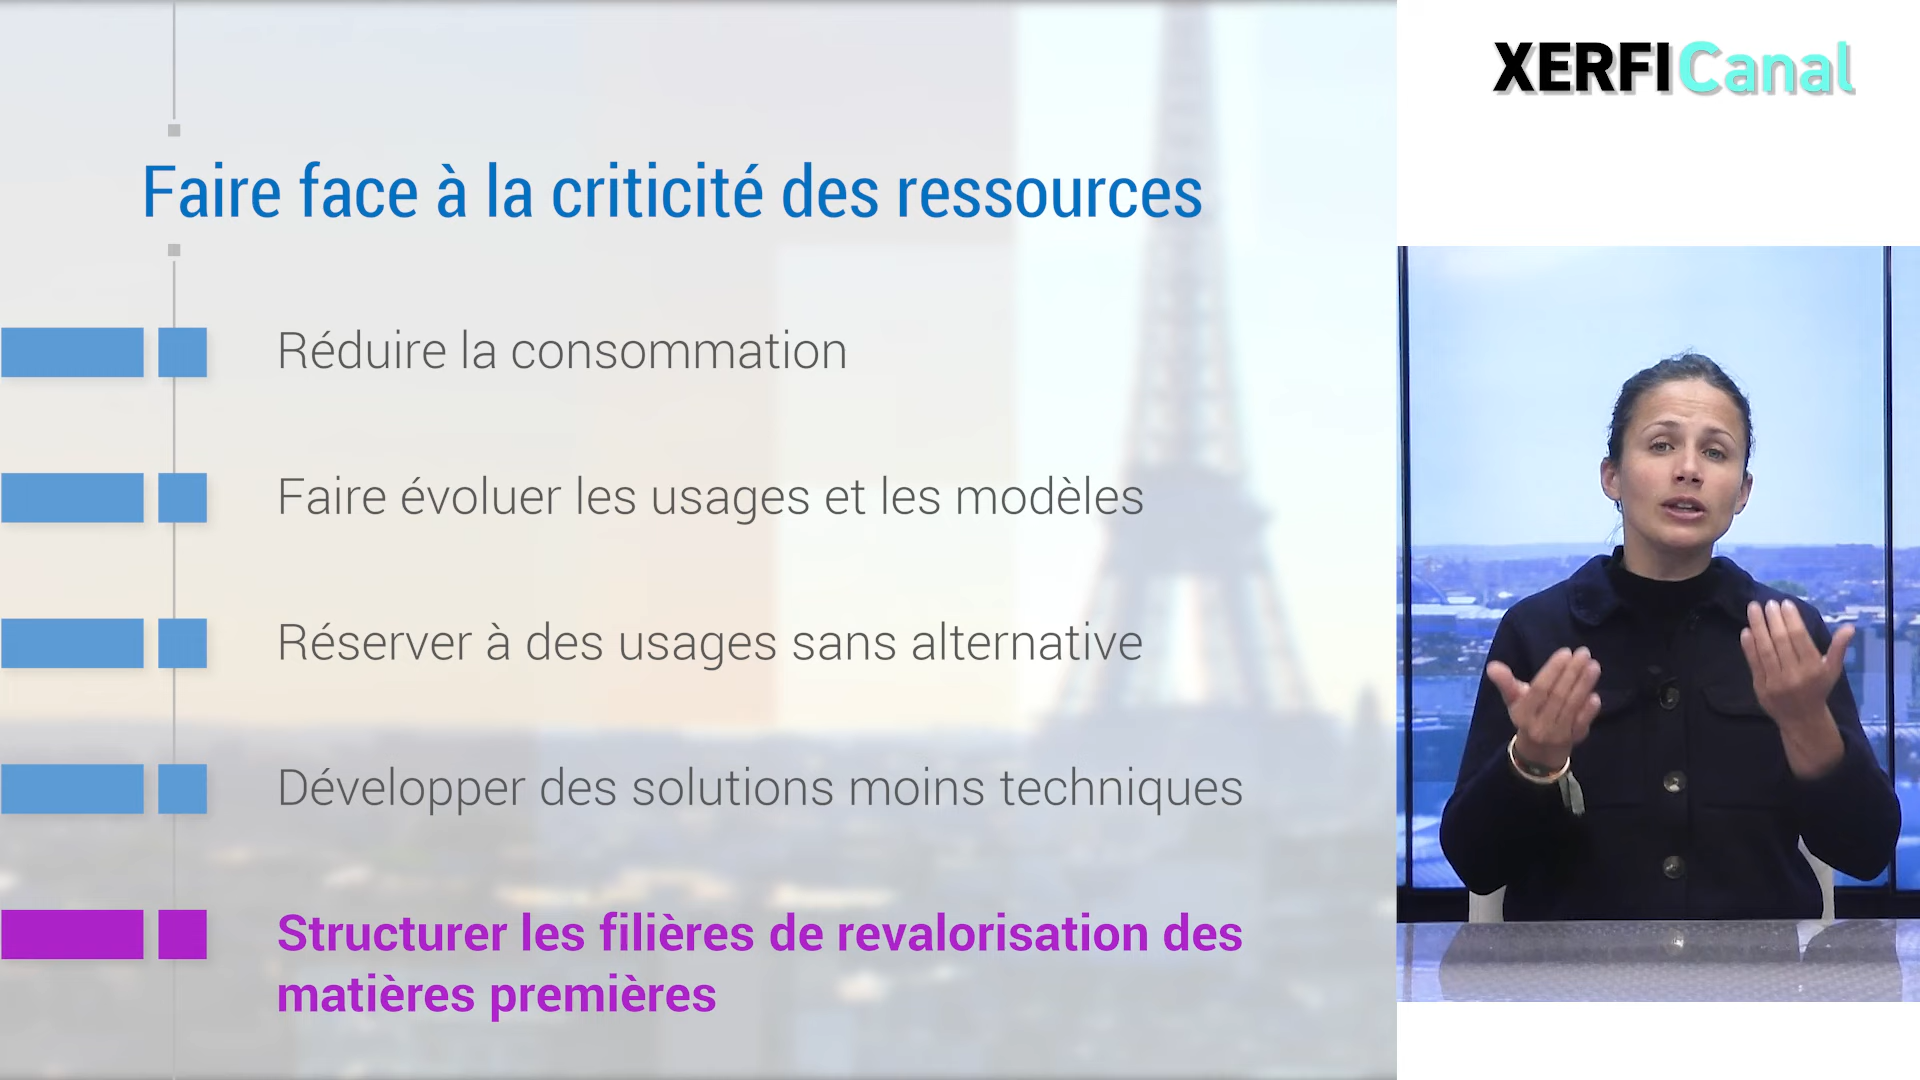 XERFI Canal
Faire face à la criticité des ressources
Réduire la consommation
Faire évoluer les usages et les modèles
Réserver à des usages sans alternative
Développer des solutions moins techniques
Structurer les filières de revalorisation des
matières premières